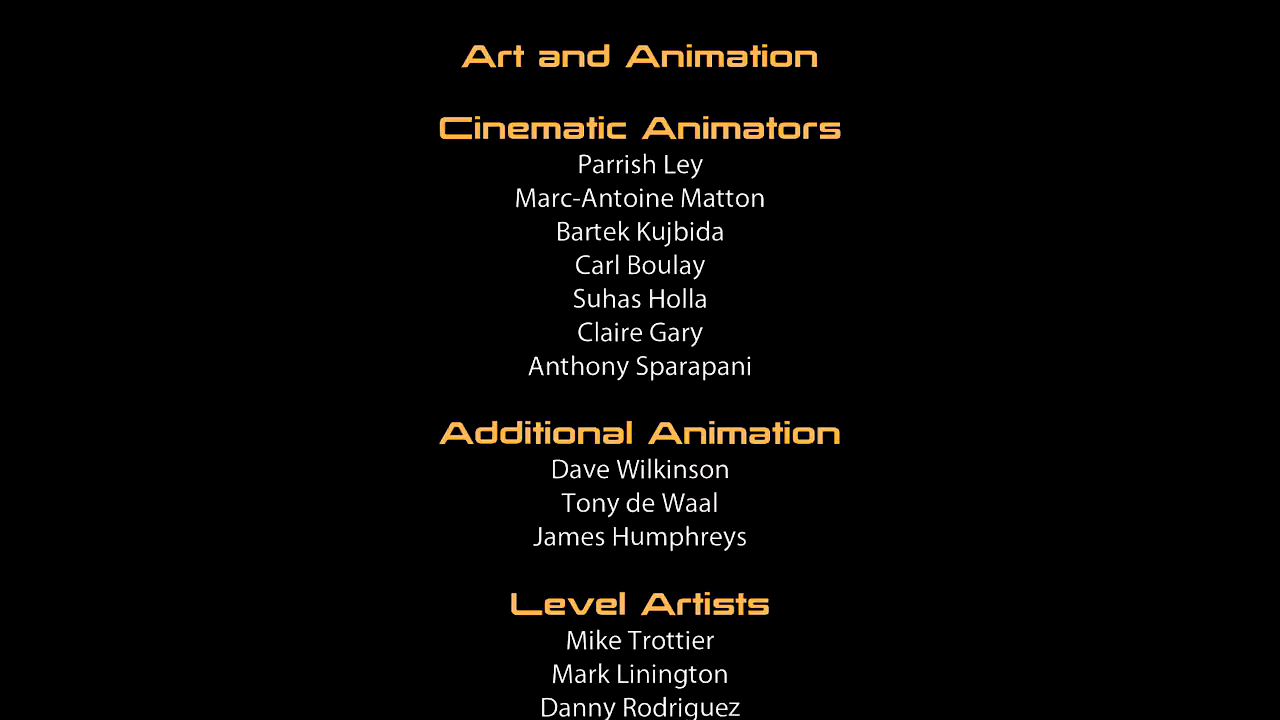 Art and Animation
Cinematic Animators
Parrish Ley
Marc-Antoine Matton
Bartek Kujbida
Carl Boulay
Suhas Holla
Claire Gary
Anthony Sparapani
Additional Animation
Dave Wilkinson
Tony de Waal
James Humphreys
Level Artists
Mike Trottier
Mark Linington
Danny Rodriguez